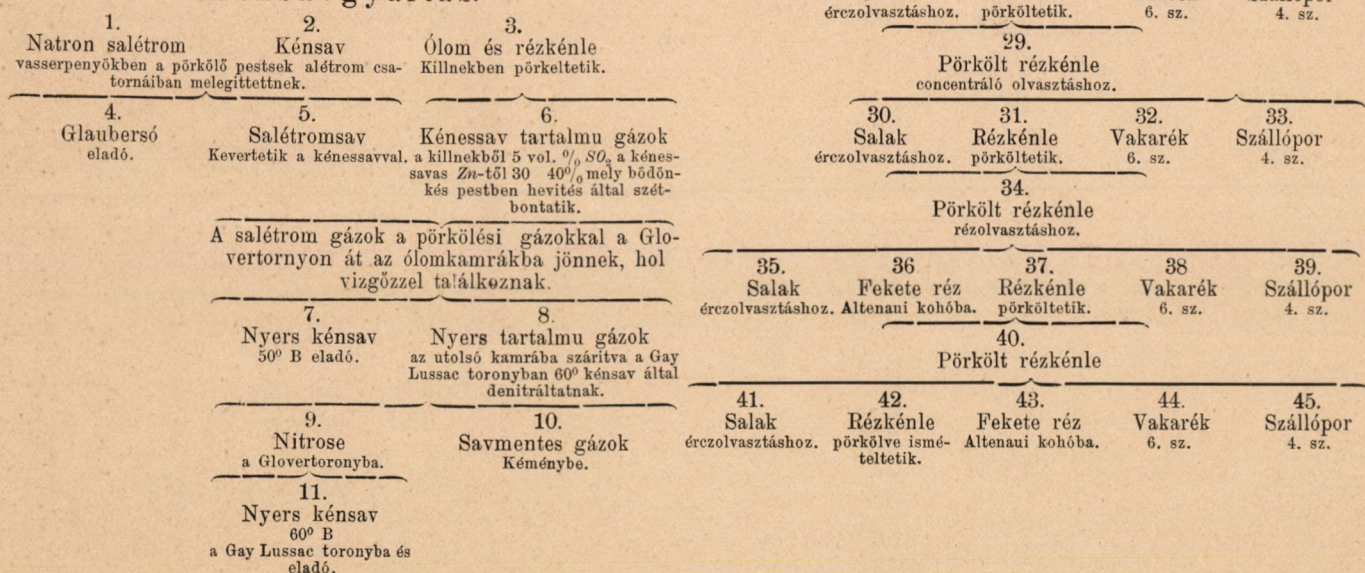 1.
Natron salétrom
vasserpenyőkben a pörkölő pestsek alétrom csa-
tornáiban melegittettnek.
2.
Kénsav
3.
Ólom és rézkénle
Killnekben pörkeltetik.
4.
Glaubersó
eladó.
5.
Salétromsav
Kevertetik a kénessavval.
6.
Kénessav tartalmu gázok
a killnekből 5 vol. % SO2 a kénes-
savas Zn-től 30 40% mely bödön-
kés pestben hevités által szét-
bontatik.
A salétrom gázok a pörkölési gázokkal a Glo-
vertornyon át az ólomkamrákba jönnek, hol
vizgőzzel találkoznak.
7.
Nyers kénsav
50⁰ B eladó.
8.
Nyers tartalmu gázok
az utolsó kamrába száritva a Gay
Lussac toronyban 60⁰ kénsav által
denitráltatnak.
9.
Nitrose
a Glovertoronyba.
10.
Savmentes gázok
Kéménybe.
11.
Nyers kénsav
60⁰ B
a Gay Lussac toronyba és
eladó.
érczolvasztáshoz. pörköltetik. 6. sz. 4. sz.
29.
Pörkölt rézkénle
concentráló olvasztáshoz.
30. 31. 32. 33.
Salak Rézkénle Vakarék Szállópor
érczolvasztáshoz. pörköltetik. 6. sz. 4. sz.
34.
Pörkölt rézkénle
rézolvasztáshoz.
35. 36 37. 38 39.
Salak Fekete réz Rézkénle Vakarék Szállópor
érczolvasztáshoz. Altenaui kohóba. pörköltetik. 6. sz. 4. sz.
40.
Pörkölt rézkénle
41. 42. 43. 44. 45.
Salak Rézkénle Fekete réz Vakarék Szállópor
érczolvasztáshoz. pörkölve ismé- Altenaui kohóba. 6. sz. 4. sz.
teltetik.